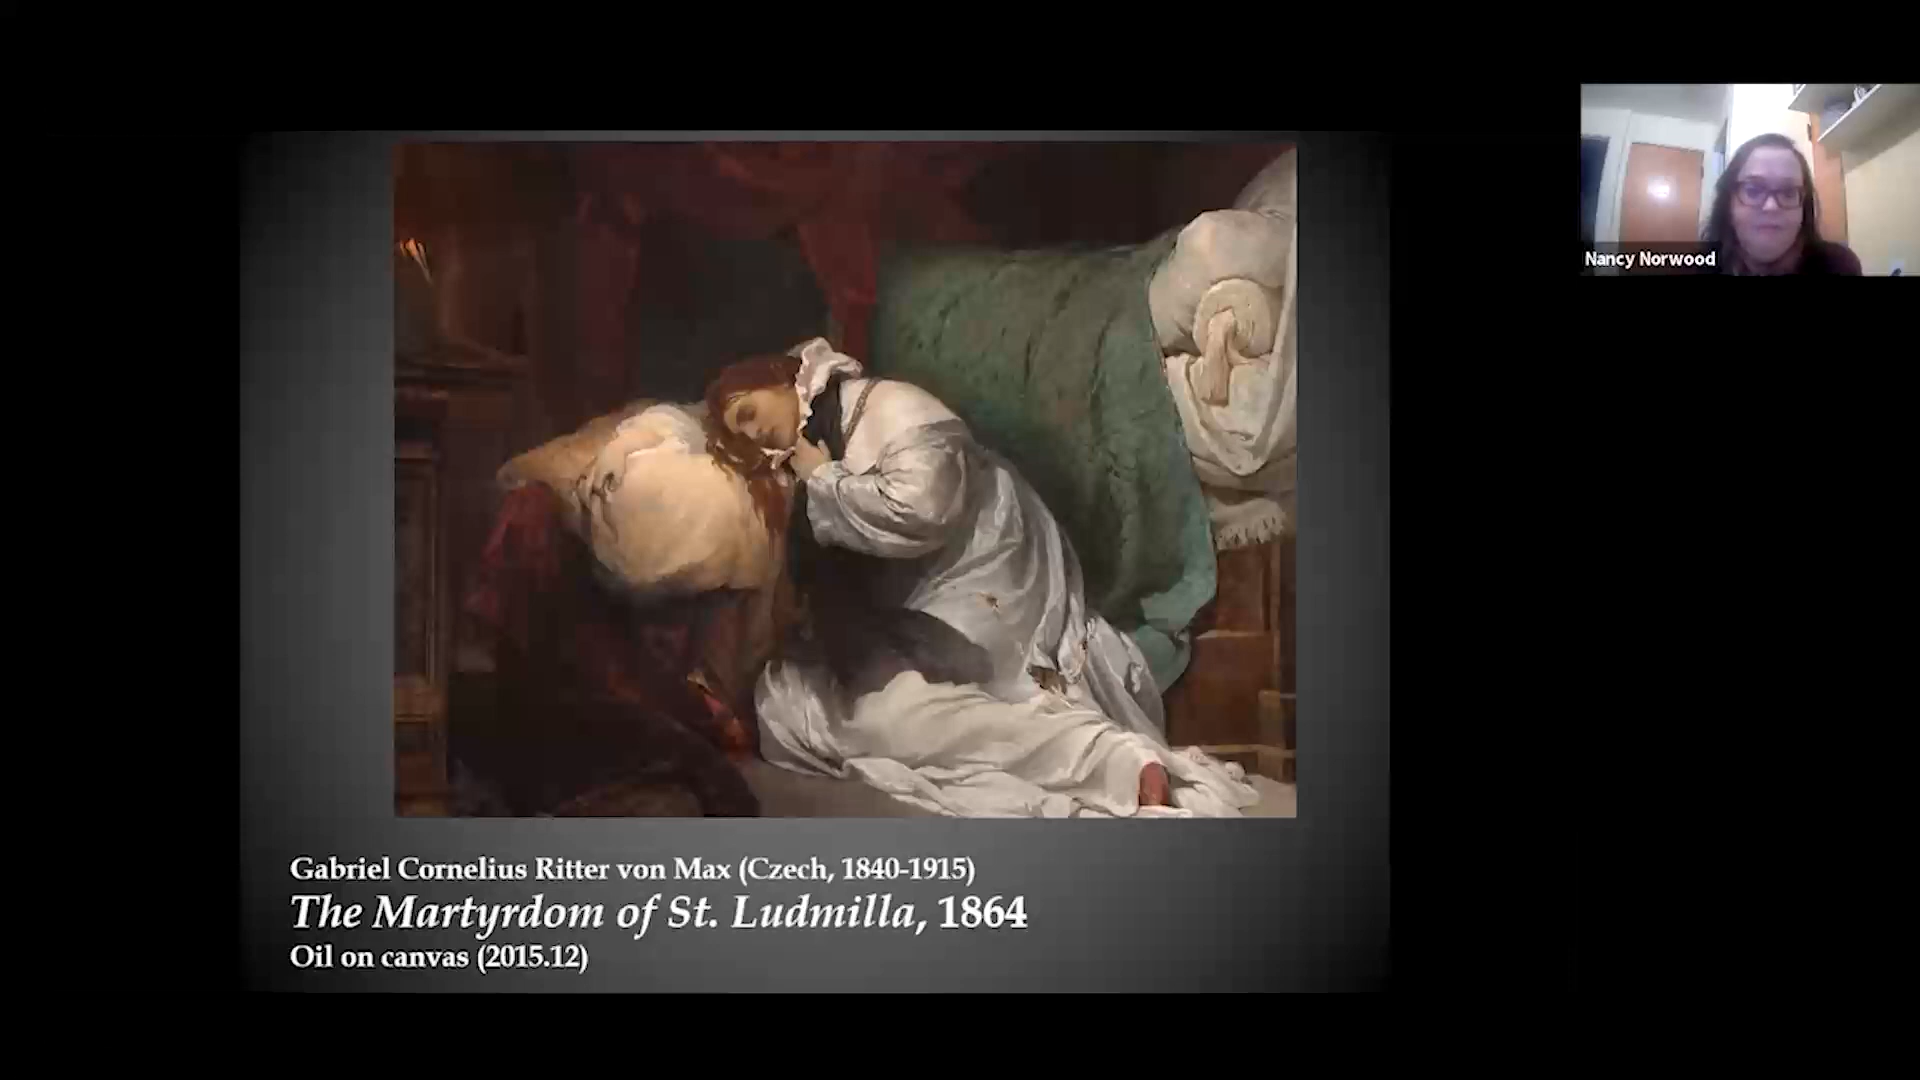 Nancy Norwood
Gabriel Cornelius Ritter von Max (Czech, 1840-1915)
The Martyrdom of St. Ludmilla, 1864
Oil on canvas (2015.12)